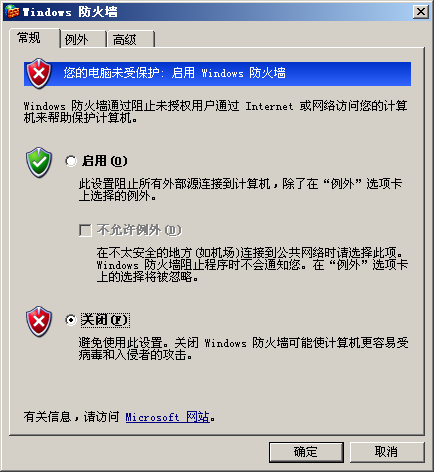 Windows 防火墙
常规
例外
高级
您的电脑未受保护: 启用 Windows 防火墙
Windows 防火墙通过阻止未授权用户通过 Internet 或网络访问您的计算
机来帮助保护计算机。
启用(O)
此设置阻止所有外部源连接到计算机，除了在“例外”选项卡
上选择的例外。
不允许例外(D)
在不太安全的地方(如机场)连接到公共网络时请选择此项。
Windows 防火墙阻止程序时不会通知您。在“例外”选项卡
上的选择将被忽略。
关闭(F)
避免使用此设置。关闭 Windows 防火墙可能使计算机更容易受
病毒和入侵者的攻击。
有关信息，请访问 Microsoft 网站。
确定
取消